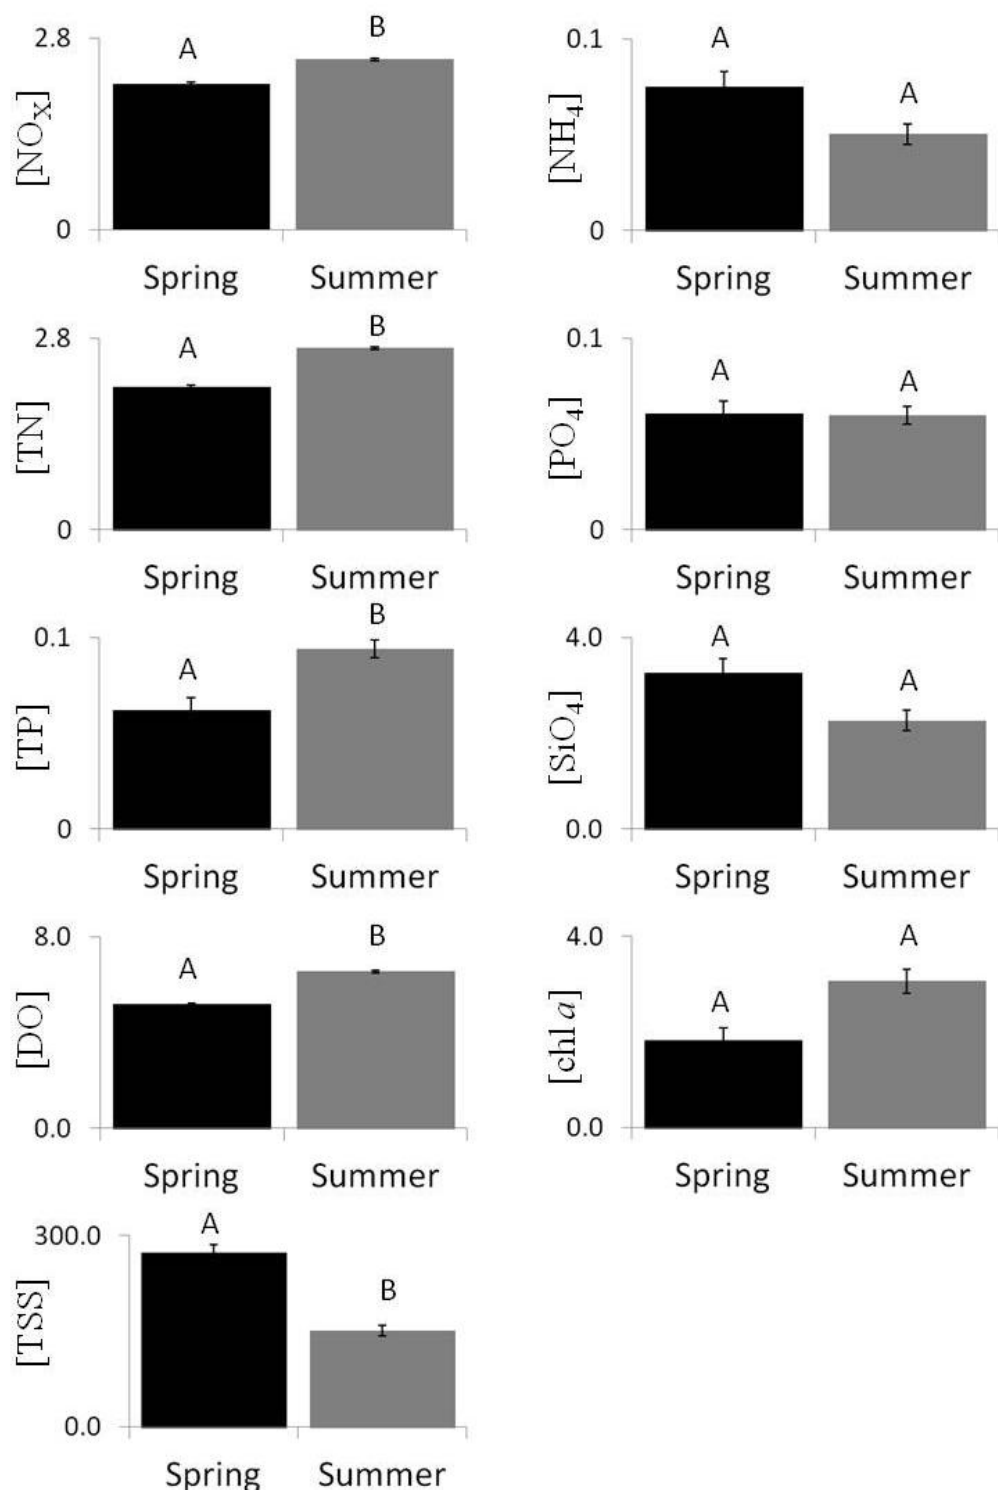 2.8
A
B
[NOX]
0
Spring Summer
0.1
A
A
[NH4]
0
Spring Summer
2.8
A
B
[TN]
0
Spring Summer
0.1
A
A
[PO4]
0
Spring Summer
0.1
A
B
[TP]
0
Spring Summer
4.0
A
A
[SiO4]
0.0
Spring Summer
8.0
A
B
[DO]
0.0
Spring Summer
4.0
A
A
[chl a]
0.0
Spring Summer
300.0
A
B
[TSS]
0.0
Spring Summer